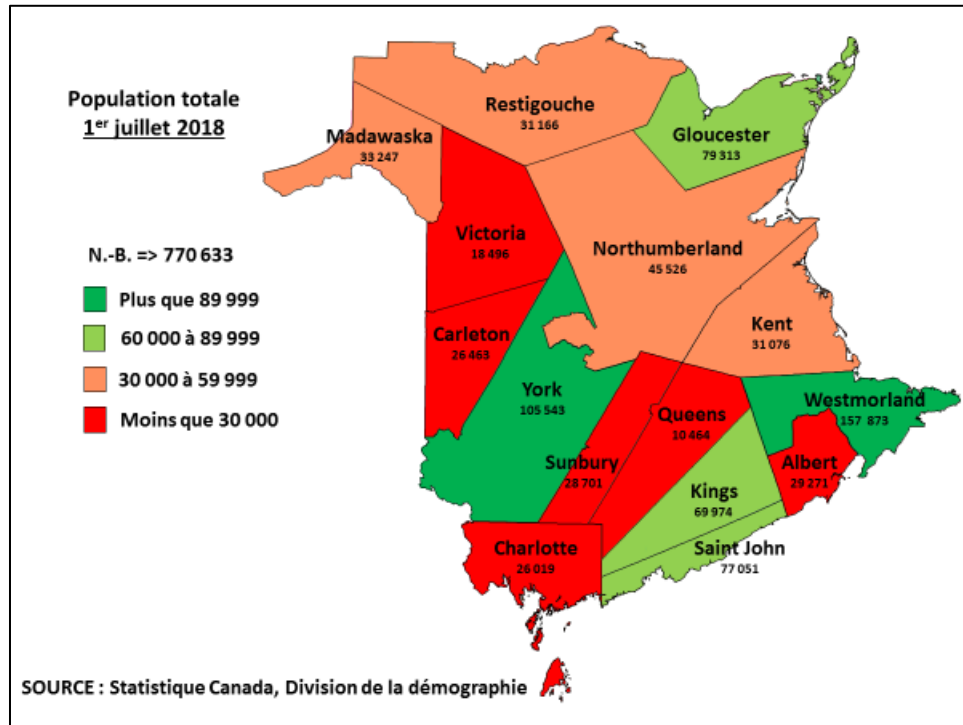 Population totale
1er juillet 2018
Restigouche
31 166
Gloucester
79 313
Madawaska
33 247
Victoria
18 496
Northumberland
45 526
N.-B. => 770 633
Plus que 89 999
60 000 à 89 999
30 000 à 59 999
Moins que 30 000
Carleton
26 463
Kent
31 076
York
105 543
Westmorland
157 873
Queens
10 464
Sunbury
28 701
Albert
29 271
Kings
69 974
Charlotte
26 019
Saint John
77 051
SOURCE : Statistique Canada, Division de la démographie